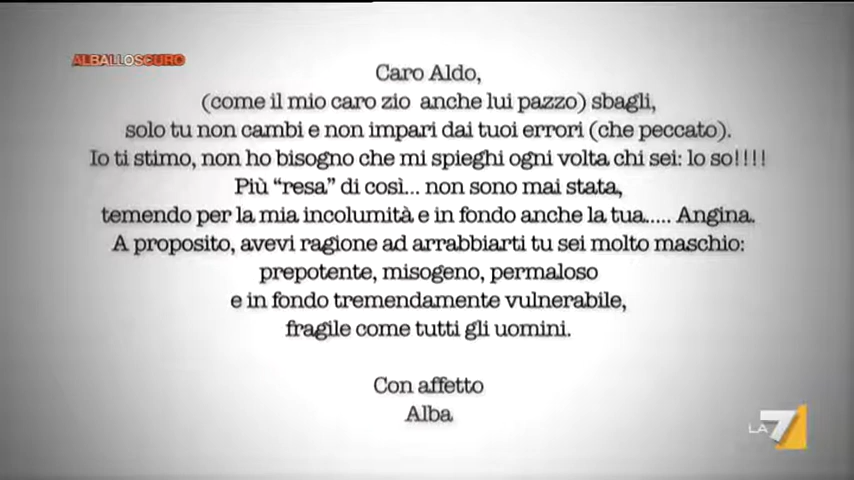 ALBALLOSCURO
Caro Aldo,
(come il mio caro zio anche lui pazzo) sbagli,
solo tu non cambi e non impari dai tuoi errori (che peccato).
Io ti stimo, non ho bisogno che mi spieghi ogni volta chi sei: lo so!!!!
Più “resa” di così... non sono mai stata,
temendo per la mia incolumità e in fondo anche la tua..... Angina.
A proposito, avevi ragione ad arrabbiarti tu sei molto maschio:
prepotente, misogeno, permaloso
e in fondo tremendamente vulnerabile,
fragile come tutti gli uomini.
Con affetto
Alba
LA 7